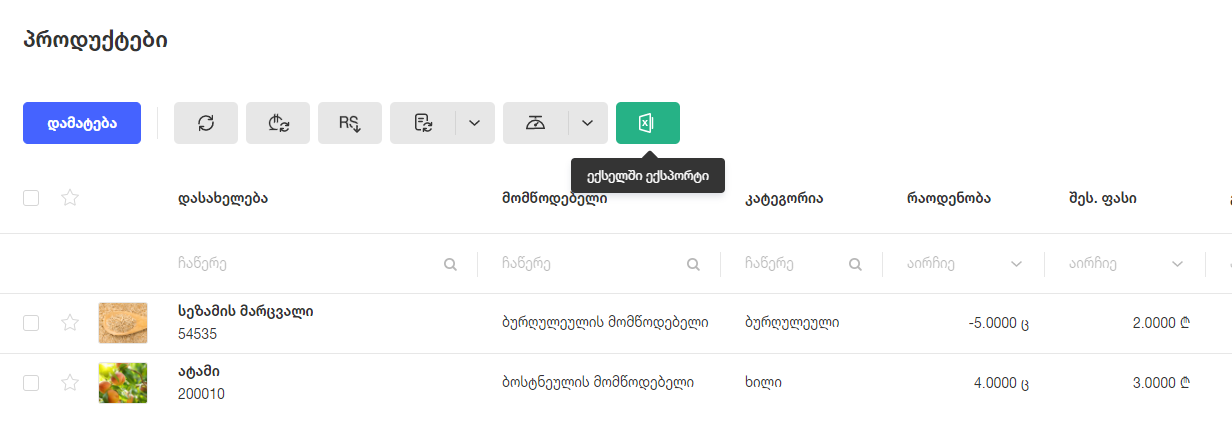 პროდუქტები
დამატება
RS
ექსელში ექსპორტი
დასახელება მომწოდებელი კატეგორია რაოდენობა შეს. ფასი
ჩაწერე ჩაწერე ჩაწერე აირჩიე აირჩიე
სეზამის მარცვალი
54535
ბურღულეულის მომწოდებელი ბურღულეული -5.0000 ც 2.0000 ₾
ატამი
200010
ბოსტნეულის მომწოდებელი ხილი 4.0000 ც 3.0000 ₾